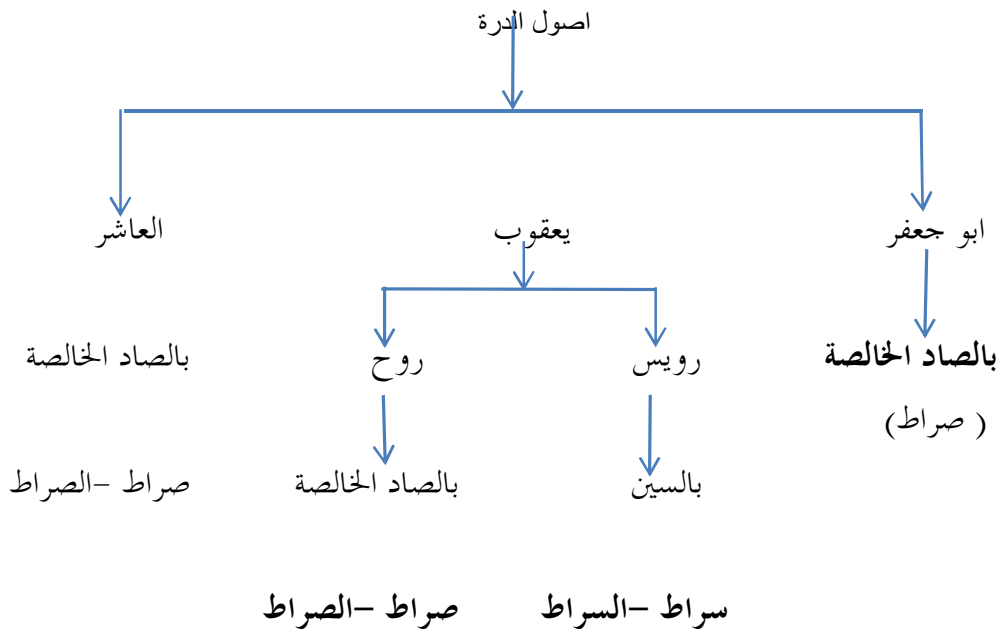 اصول الدرة
ابو جعفر يعقوب العاشر
رويس روح بالصاد الخالصة بالصاد الخالصة
( صراط)
بالسين بالصاد الخالصة صراط –الصراط
سراط –السراط صراط –الصراط